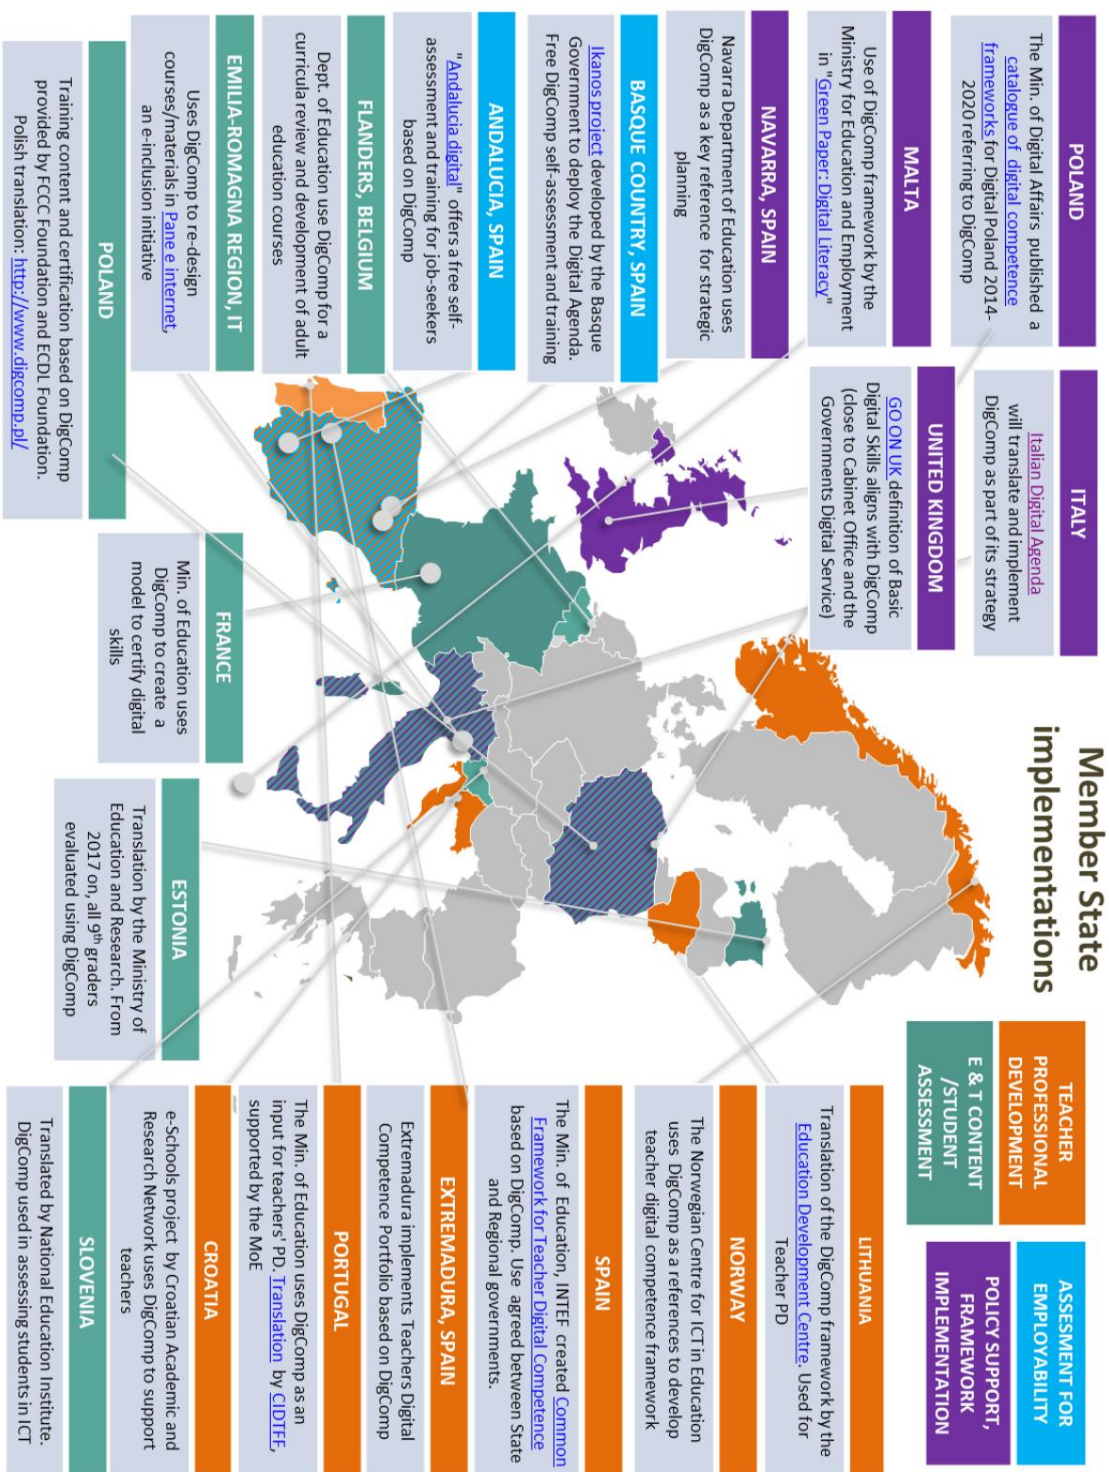 Member State
implementations
TEACHER
PROFESSIONAL
DEVELOPMENT
E & T CONTENT
/STUDENT
ASSESSMENT
ASSESMENT FOR
EMPLOYABILITY
POLICY SUPPORT,
FRAMEWORK
IMPLEMENTATION
POLAND
The Min. of Digital Affairs published a
catalogue of digital competence
frameworks for Digital Poland 2014-
2020 referring to DigComp
ITALY
Italian Digital Agenda
will translate and implement
DigComp as part of its strategy
MALTA
Use of DigComp framework by the
Ministry for Education and Employment
in "Green Paper: Digital Literacy"
UNITED KINGDOM
GO ON UK definition of Basic
Digital Skills aligns with DigComp
(close to Cabinet Office and the
Governments Digital Service)
NAVARRA, SPAIN
Navarra Department of Education uses
DigComp as a key reference for strategic
planning
BASQUE COUNTRY, SPAIN
Ikanos project developed by the Basque
Government to deploy the Digital Agenda.
Free DigComp self-assessment and training
ANDALUCIA, SPAIN
"Andalucia digital" offers a free self-
assessment and training for job-seekers
based on DigComp
FLANDERS, BELGIUM
Dept. of Education use DigComp for a
curricula review and development of adult
education courses
EMILIA-ROMAGNA REGION, IT
Uses DigComp to re-design
courses/materials in Pane e internet,
an e-inclusion initiative
POLAND
Training content and certification based on DigComp
provided by FCCC Foundation and ECDL Foundation.
Polish translation: http://www.digcomp.pl/
FRANCE
Min. of Education uses
DigComp to create a
model to certify digital
skills
ESTONIA
Translation by the Ministry of
Education and Research. From
2017 on, all 9th graders
evaluated using DigComp
LITHUANIA
Translation of the DigComp framework by the
Education Development Centre. Used for
Teacher PD
NORWAY
The Norwegian Centre for ICT in Education
uses DigComp as a references to develop
teacher digital competence framework
SPAIN
The Min. of Education, INTEF created Common
Framework for Teacher Digital Competence
based on DigComp. Use agreed between State
and Regional governments.
EXTREMADURA, SPAIN
Extremadura implements Teachers Digital
Competence Portfolio based on DigComp
PORTUGAL
The Min. of Education uses DigComp as an
input for teachers' PD. Translation by CIDTFF,
supported by the MoE
CROATIA
e-Schools project by Croatian Academic and
Research Network uses DigComp to support
teachers
SLOVENIA
Translated by National Education Institute.
DigComp used in assessing students in ICT